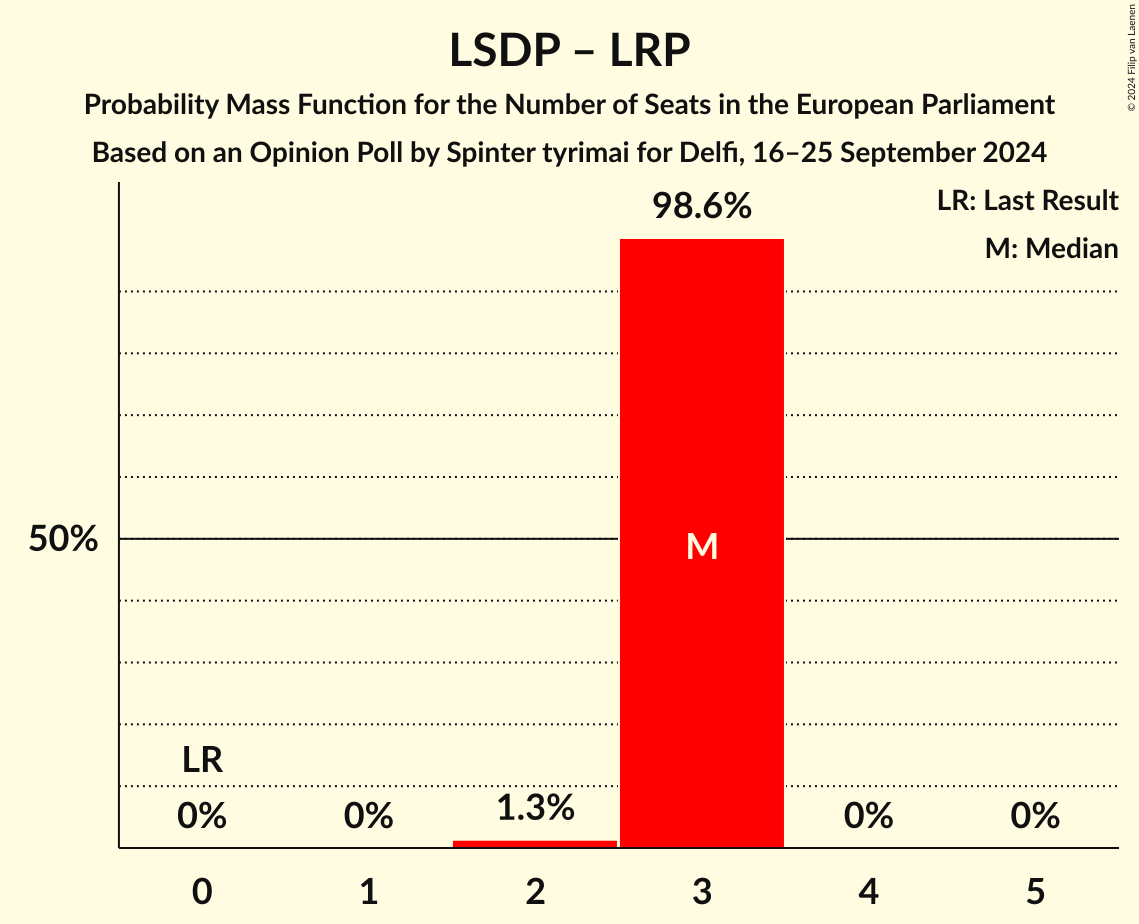 LSDP – LRP
Probability Mass Function for the Number of Seats in the European Parliament
Based on an Opinion Poll by Spinter tyrimai for Delfi, 16–25 September 2024
© 2024 Filip van Laenen
LR: Last Result
M: Median
98.6%
50%
M
LR
0%
0%
1.3%
0%
0%
0
1
2
3
4
5